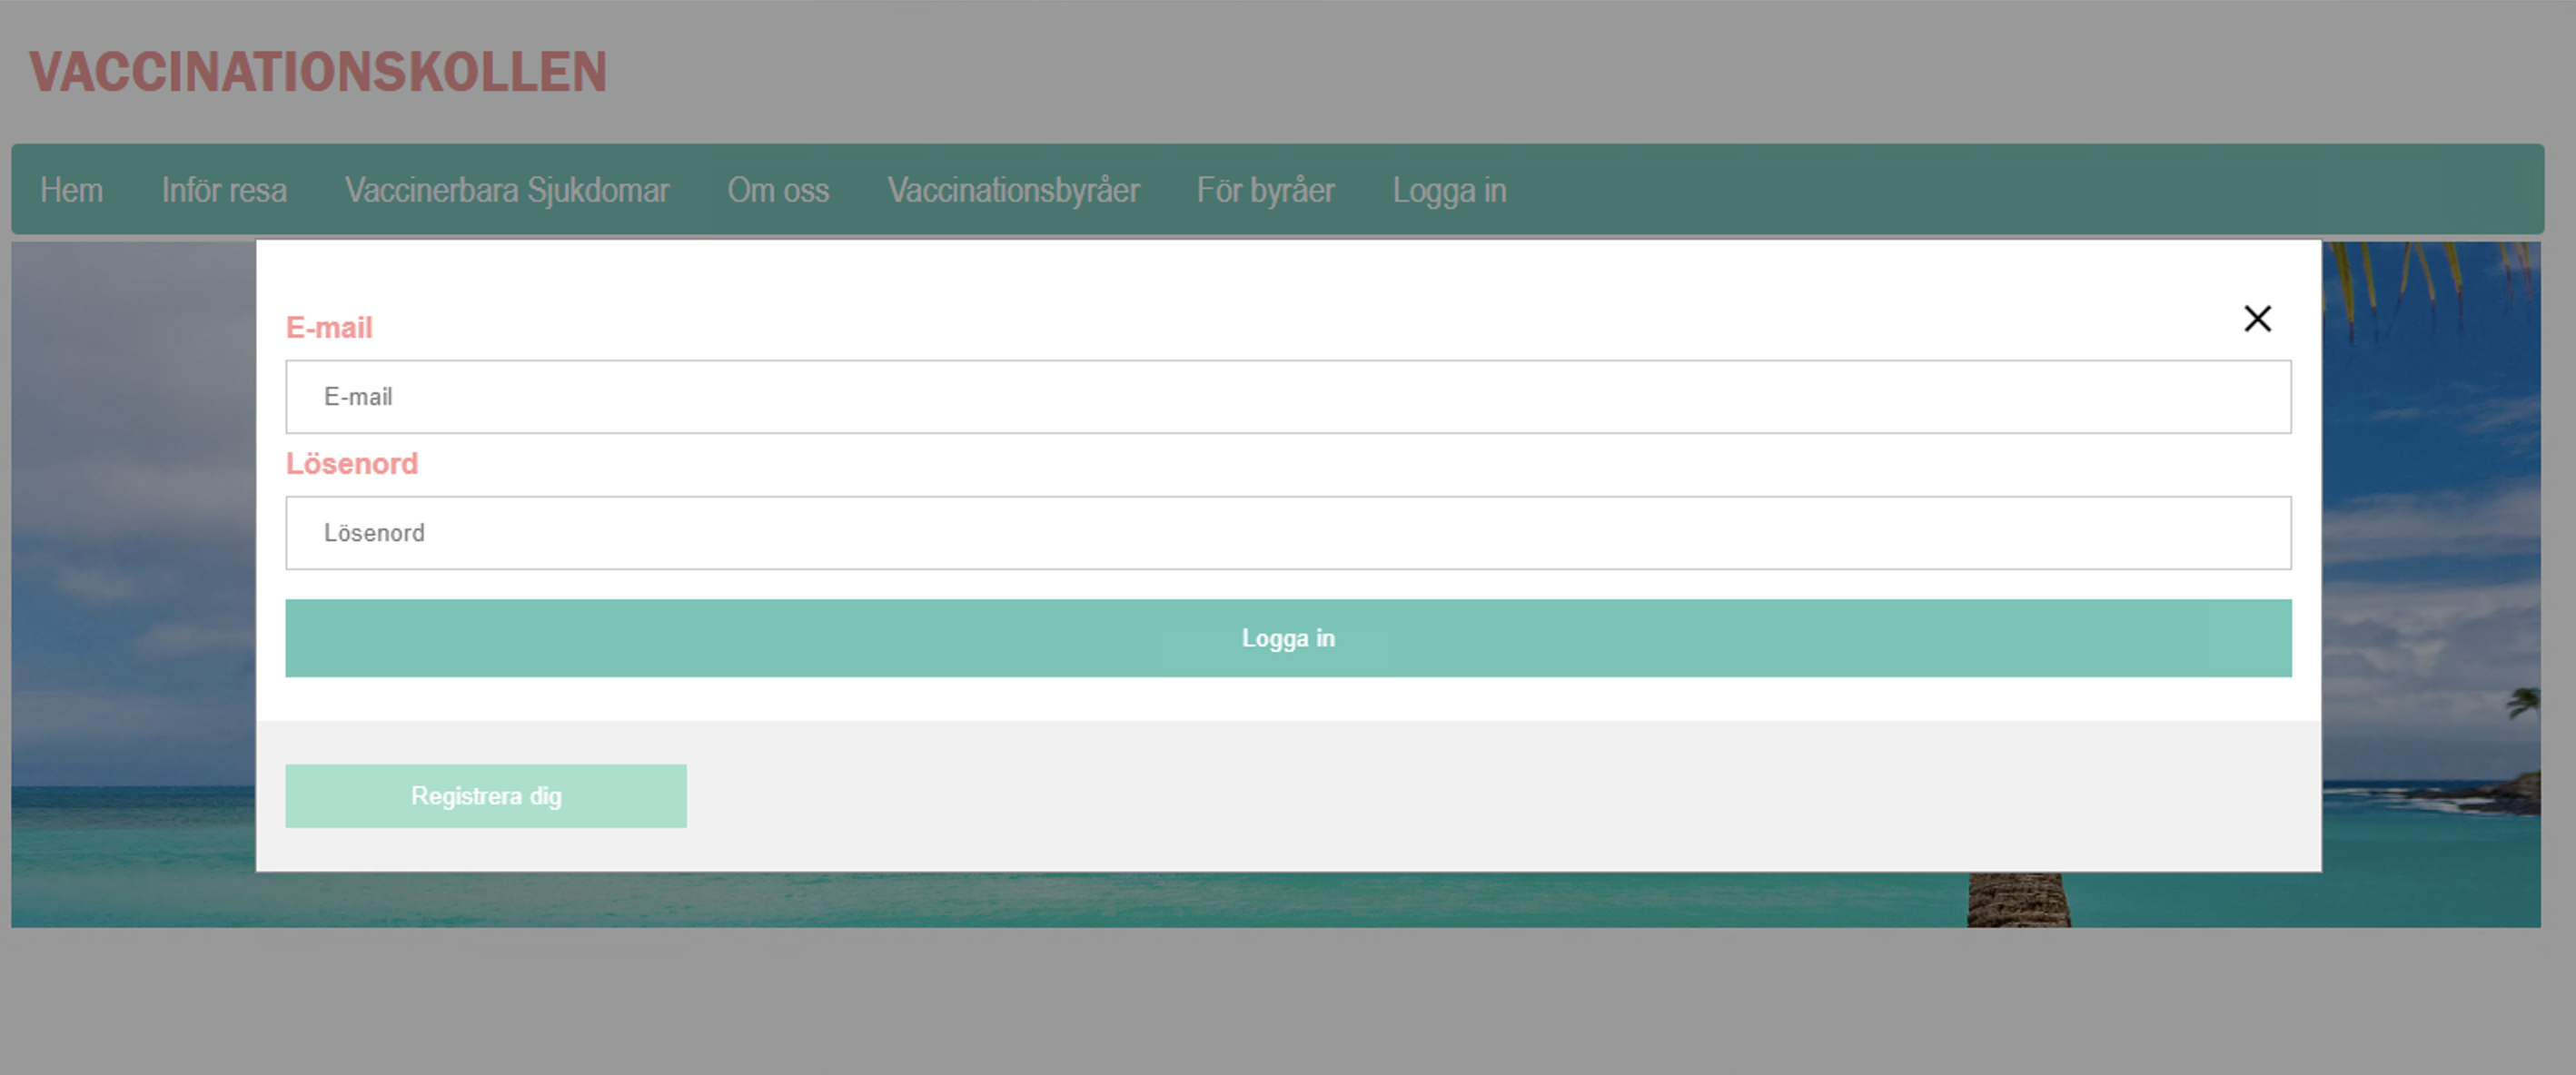 VACCINATIONSKOLLEN
Hem Inför resa Vaccinerbara Sjukdomar Om oss Vaccinationsbyråer För byråer Logga in
E-mail
E-mail
Lösenord
Lösenord
Logga in
Registrera dig